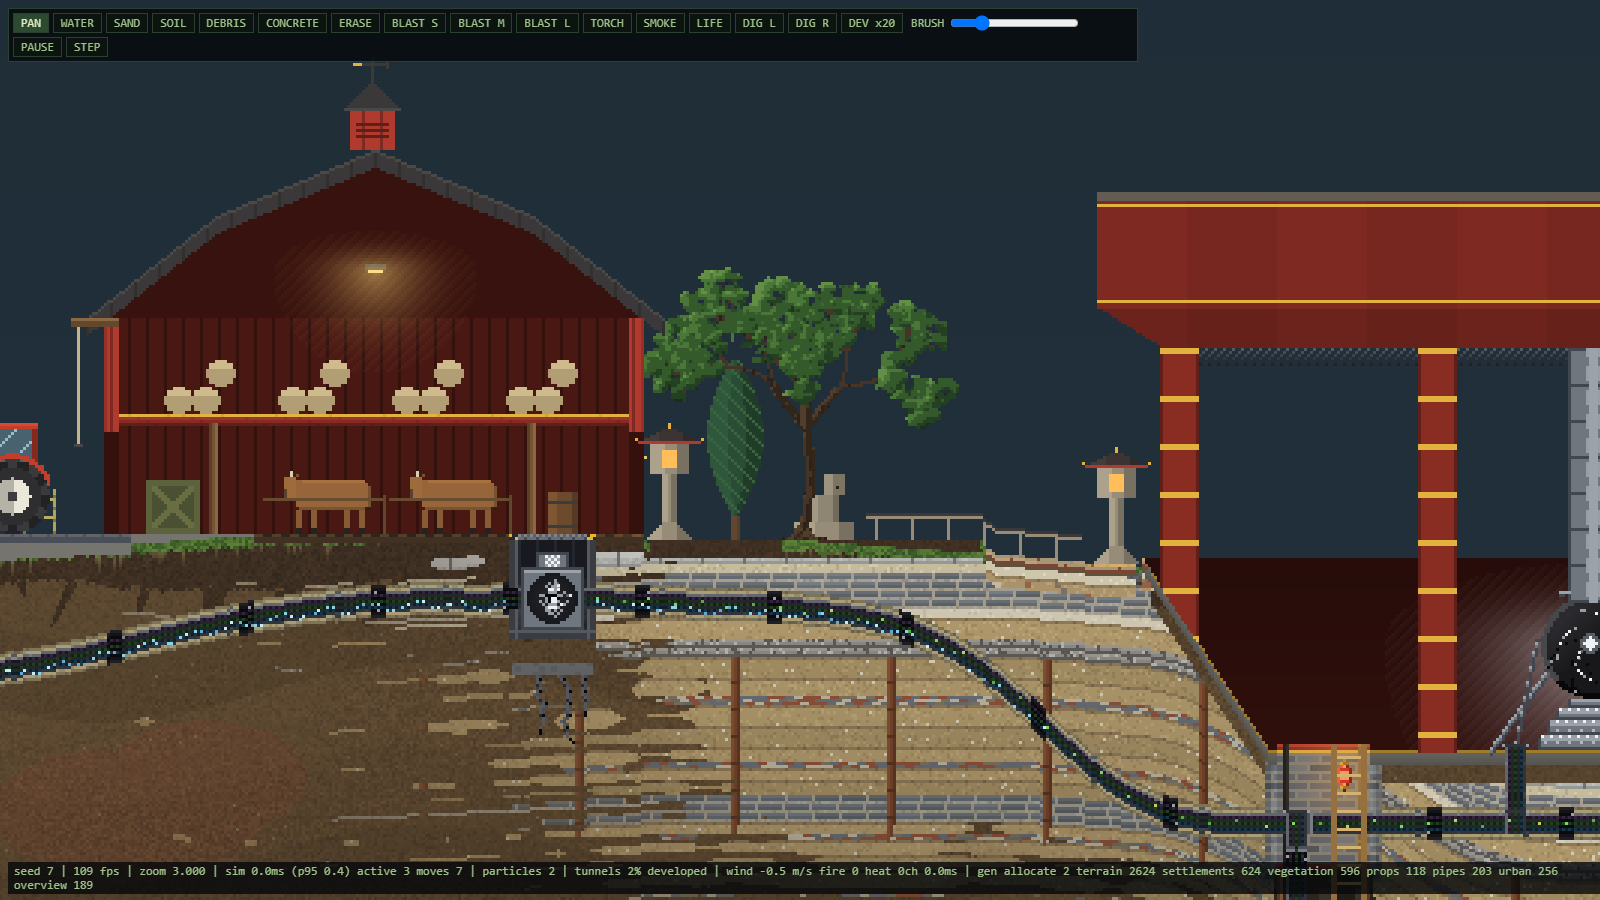 PAN WATER SAND SOIL DEBRIS CONCRETE ERASE BLAST S BLAST M BLAST L TORCH SMOKE LIFE DIG L DIG R DEV x20 BRUSH
PAUSE STEP
seed 7 | 109 fps | zoom 3.000 | sim 0.0ms (p95 0.4) active 3 moves 7 | particles 2 | tunnels 2% developed | wind -0.5 m/s fire 0 heat 0ch 0.0ms | gen allocate 2 terrain 2624 settlements 624 vegetation 596 props 118 pipes 203 urban 256
overview 189